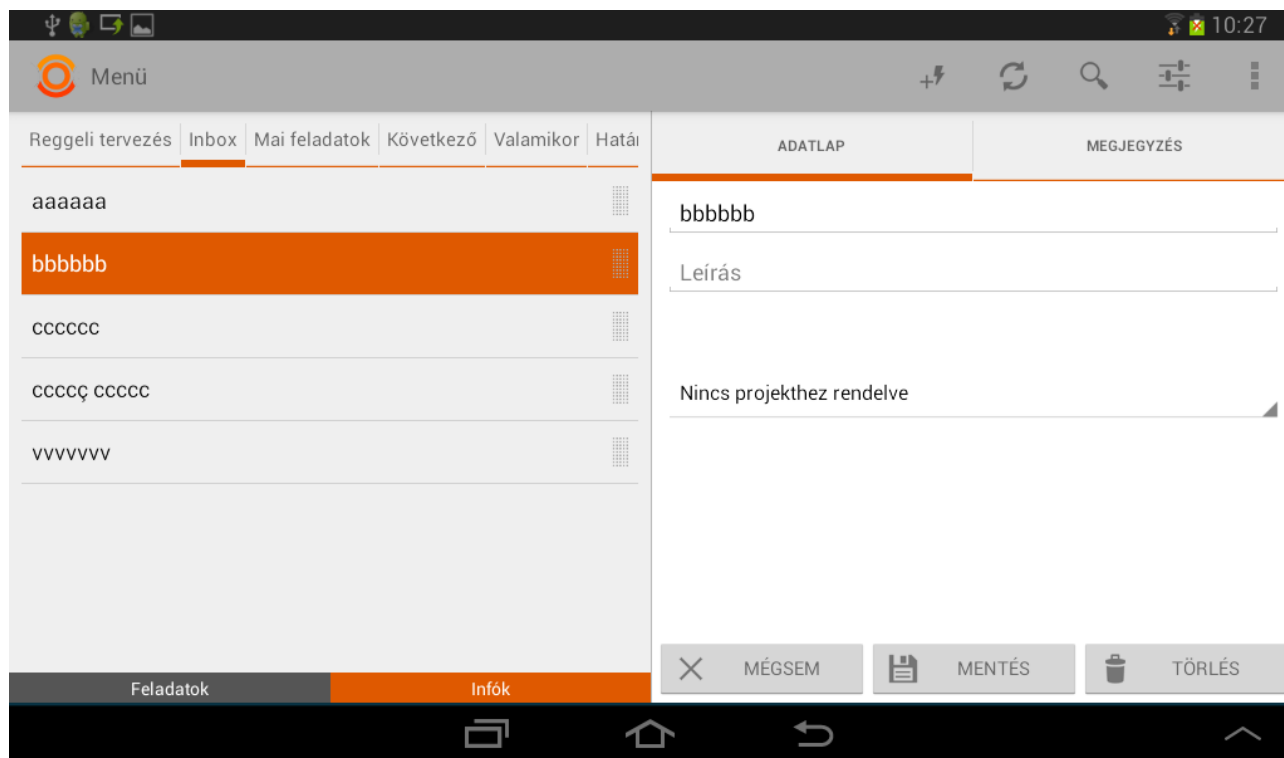 10:27
Menü
Reggeli tervezés Inbox Mai feladatok Következő Valamikor
aaaaaa
bbbbbb
cccccc
ccccç ccccc
vvvvvvv
Feladatok Infók
ADATLAP MEGJEGYZÉS
bbbbbb
Leírás
Nincs projekthez rendelve
MÉGSEM MENTÉS TÖRLÉS